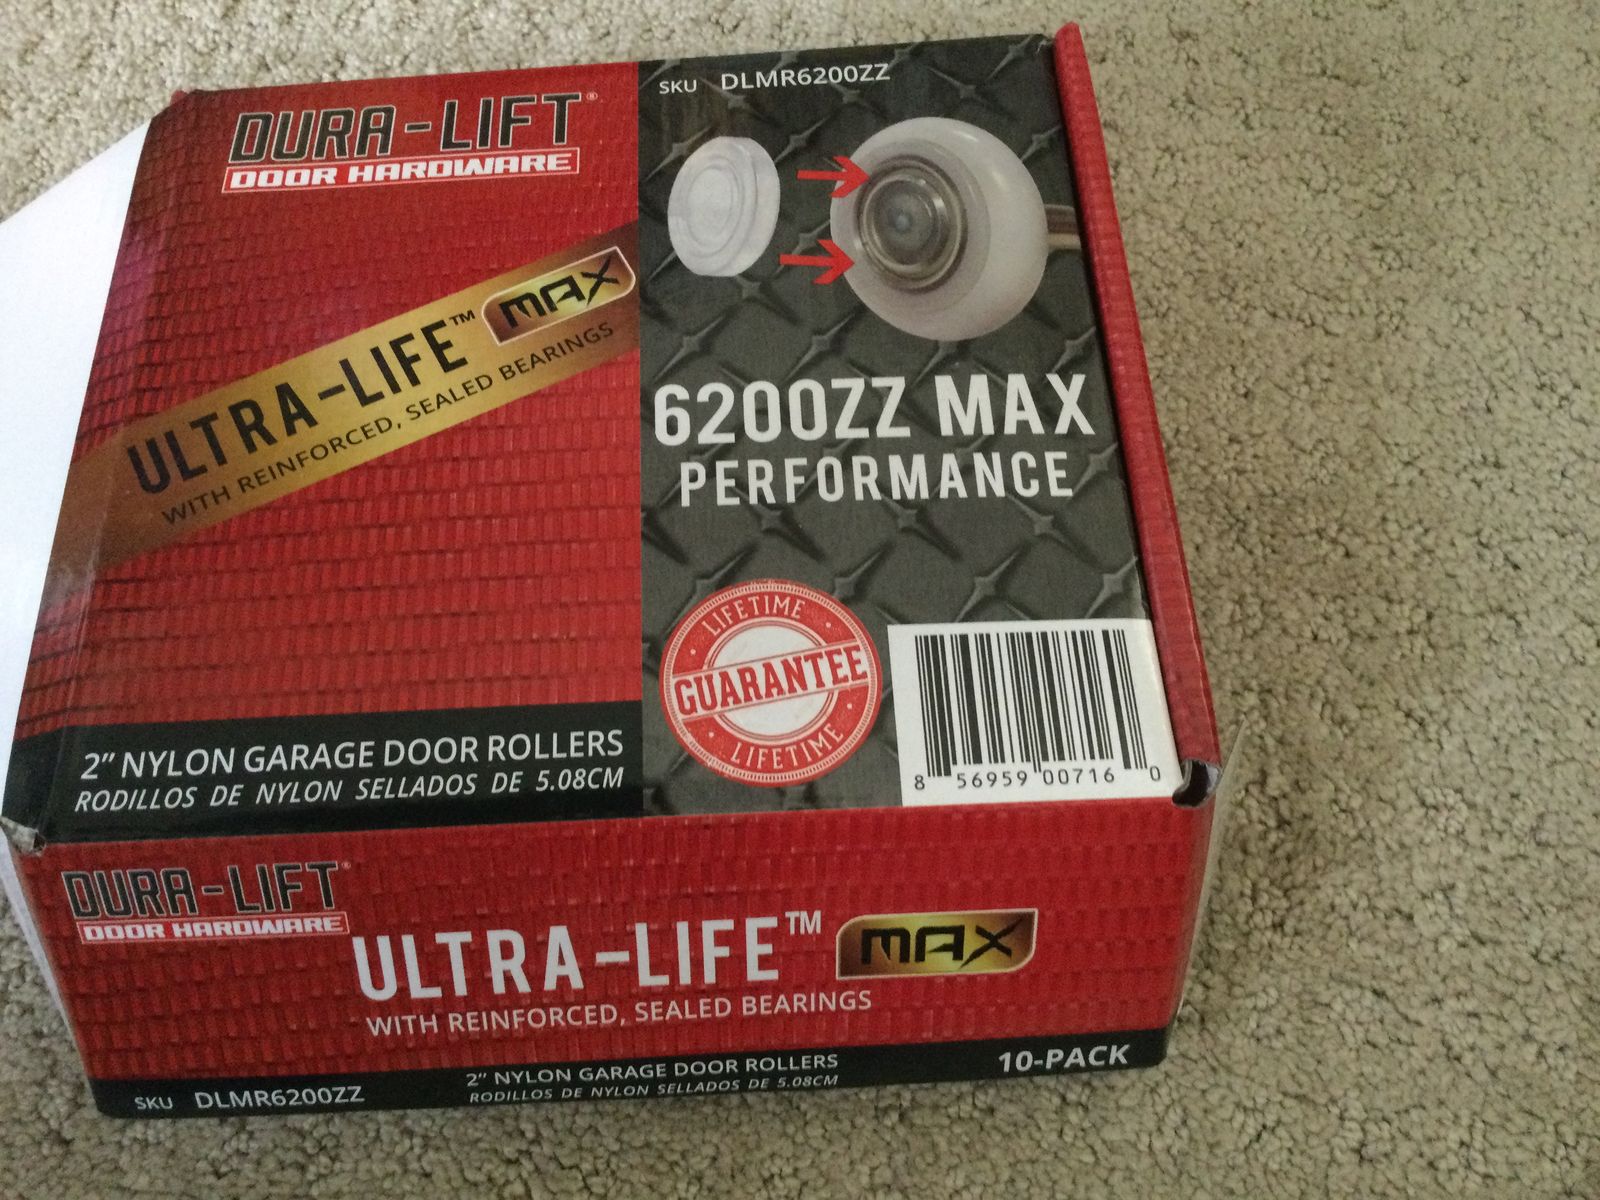 DURA-LIFT®
DOOR HARDWARE
ULTRA-LIFE™ MAX
WITH REINFORCED, SEALED BEARINGS
2" NYLON GARAGE DOOR ROLLERS
RODILLOS DE NYLON SELLADOS DE 5.08CM
SKU DLMR6200ZZ
6200ZZ MAX
PERFORMANCE
LIFETIME
GUARANTEE
LIFETIME
8 56959 00716 0
DURA-LIFT®
DOOR HARDWARE
ULTRA-LIFE™ MAX
WITH REINFORCED, SEALED BEARINGS
SKU DLMR6200ZZ
2" NYLON GARAGE DOOR ROLLERS
RODILLOS DE NYLON SELLADOS DE 5.08CM
10-PACK